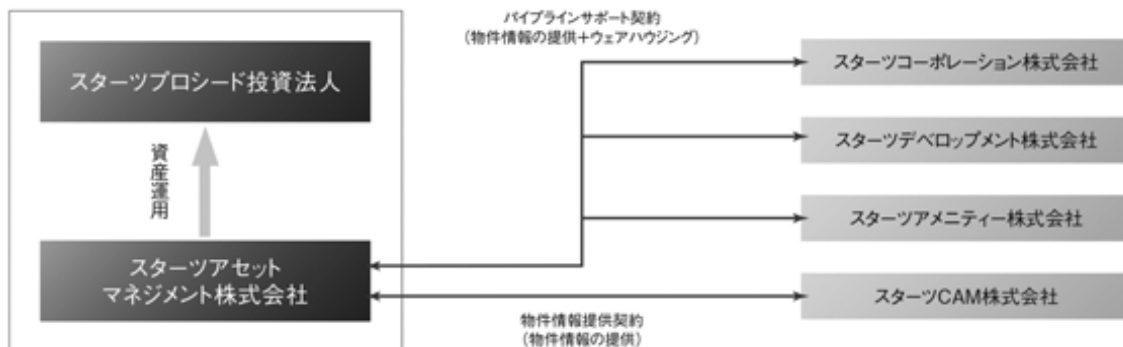 パイプラインサポート契約
(物件情報の提供+ウェアハウジング)
スタープロシード投資法人
資産運用
スターツアセット
マネジメント株式会社
スターツコーポレーション株式会社
スターツデベロップメント株式会社
スターツアメニティー株式会社
スターツCAM株式会社
物件情報提供契約
(物件情報の提供)